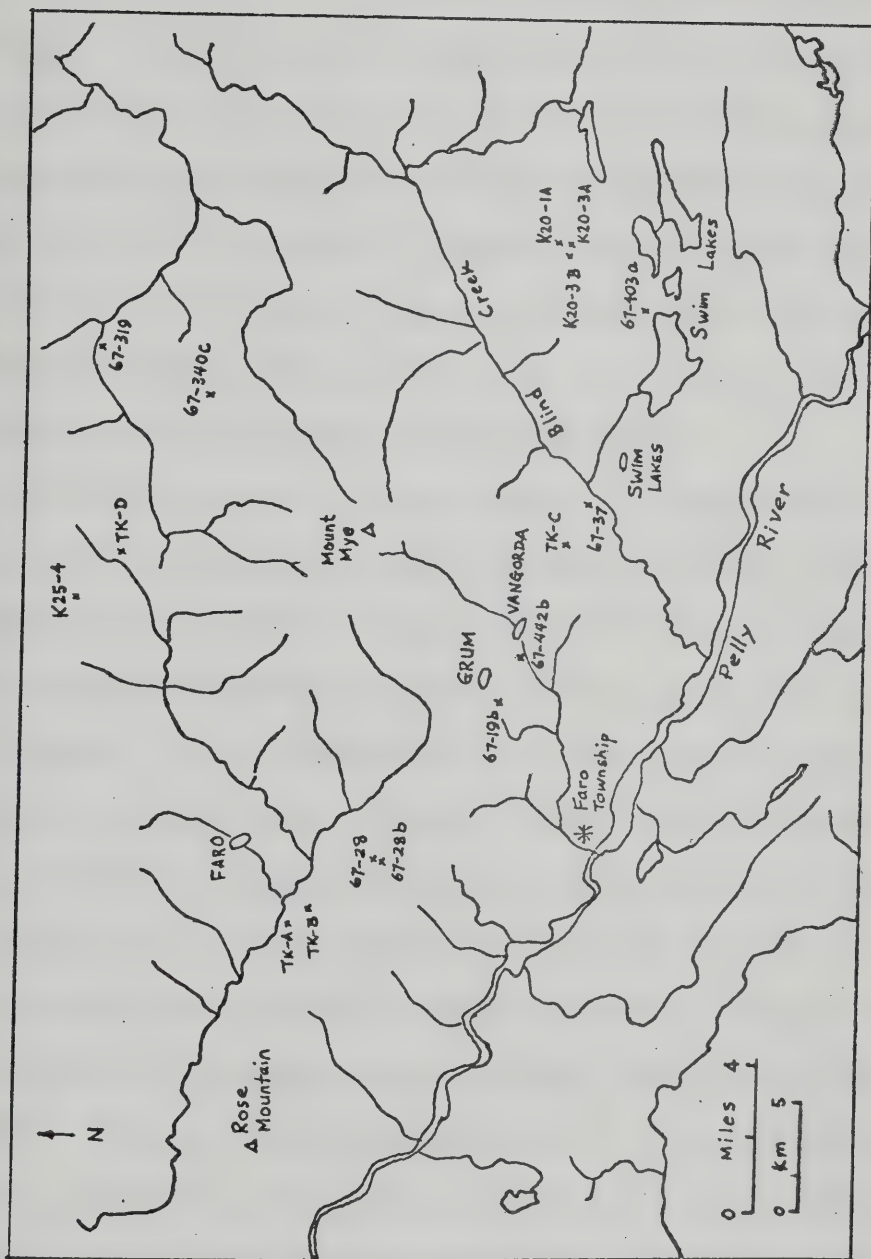 N
Rose
Mountain
FARO
TK-A
TK-B
67-28
67-28b
K25-4
TK-D
67-319
67-340C
Mount
Mye
GRUM
67-19b
VANGORDA
67-442b
Faro
Township
TK-C
67-37
Blind
Creek
K20-1A
K20-3B
K20-3A
67-403a
Swim
Lakes
SWIM
LAKES
Pelly
River
0 Miles 4
0 Km 5